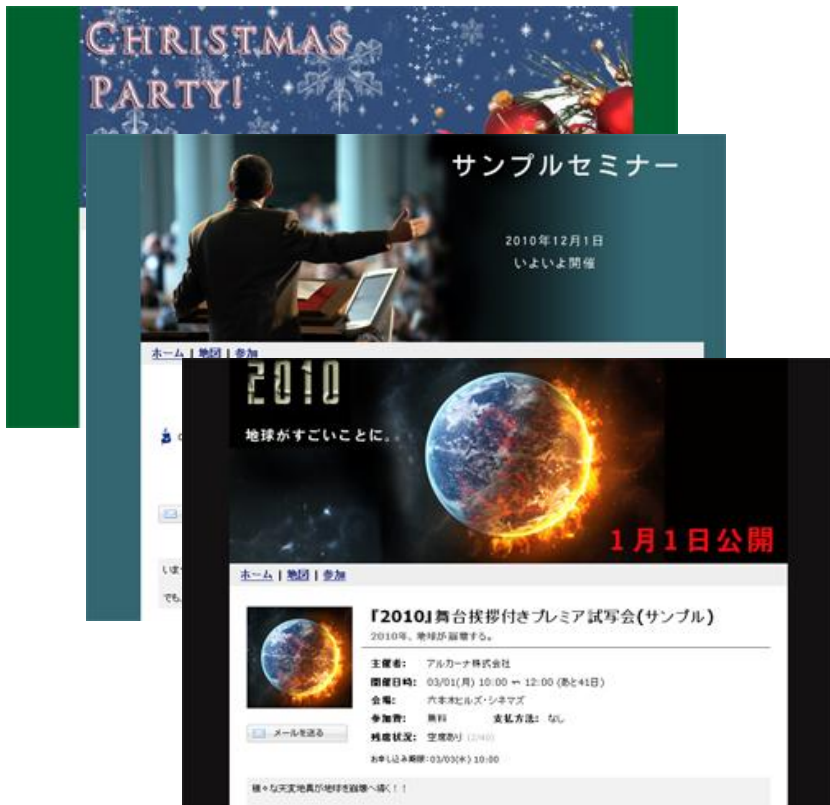 CHRISTMAS
PARTY!
サンプルセミナー
2010年12月1日
いよいよ開催
ホーム | 地図 | 参加
2010
地球がすごいことに。
1月1日公開
ホーム | 地図 | 参加
『2010』舞台挨拶付きプレミア試写会(サンプル)
2010年、地球が崩壊する。
主催者: アルカーナ株式会社
開催日時: 03/01(月) 10:00 ~ 12:00 (あと41日)
会場: 六本木ヒルズ・シネマズ
参加費: 無料 支払方法: なし
メールを送る
残席状況: 空席あり (2/40)
お申し込み期限:03/03(水) 10:00
様々な天変地異が地球を崩壊へ導く！！
でも、